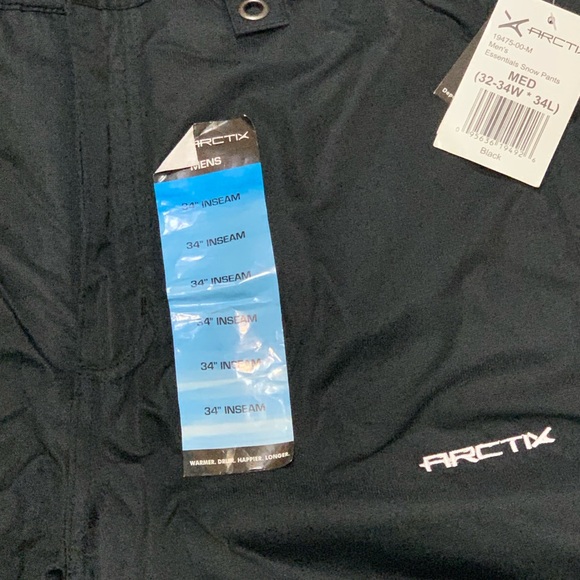 ARCTIX
19475-00-M
Men's
Essentials Snow Pants
MED
(32-34W * 34L)
Black
ARCTIX
MENS
34" INSEAM
34" INSEAM
34" INSEAM
34" INSEAM
34" INSEAM
34" INSEAM
WARMER. DRIER. HAPPIER. LONGER.
ARCTIX